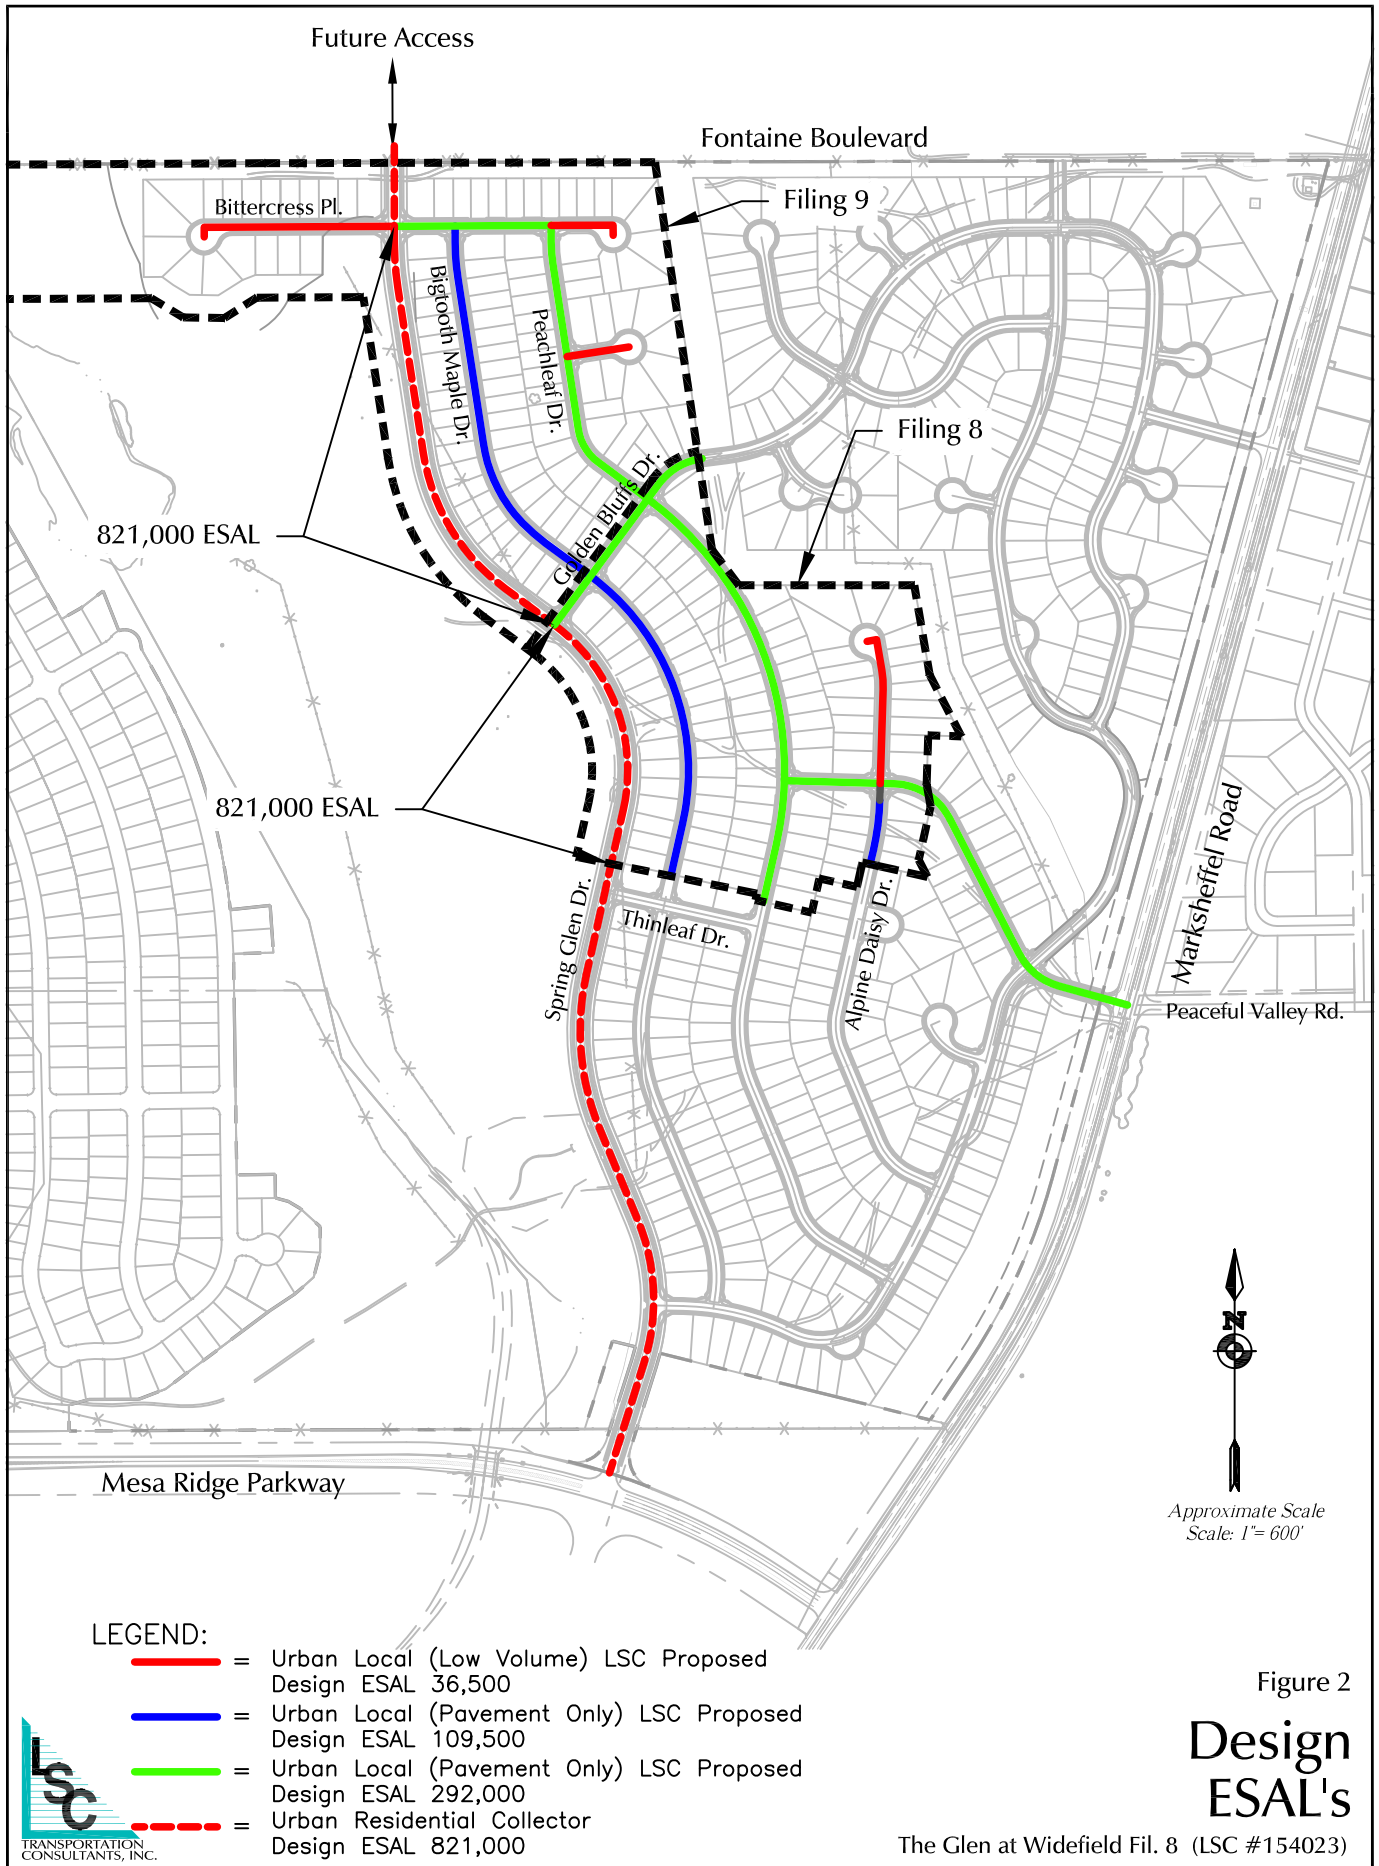 Future Access
Fontaine Boulevard
Filing 9
Bittercress Pl.
Bigtooth Maple Dr.
Peachleaf Dr.
Filing 8
Golden Bluffs Dr.
821,000 ESAL
821,000 ESAL
Marksheffel Road
Spring Glen Dr.
Thinleaf Dr.
Alpine Daisy Dr.
Peaceful Valley Rd.
N
Mesa Ridge Parkway
Approximate Scale
Scale: 1"= 600'
LEGEND:
= Urban Local (Low Volume) LSC Proposed
Design ESAL 36,500
= Urban Local (Pavement Only) LSC Proposed
Design ESAL 109,500
= Urban Local (Pavement Only) LSC Proposed
Design ESAL 292,000
= Urban Residential Collector
Design ESAL 821,000
LSC
TRANSPORTATION
CONSULTANTS, INC.
Figure 2
Design
ESAL's
The Glen at Widefield Fil. 8 (LSC #154023)